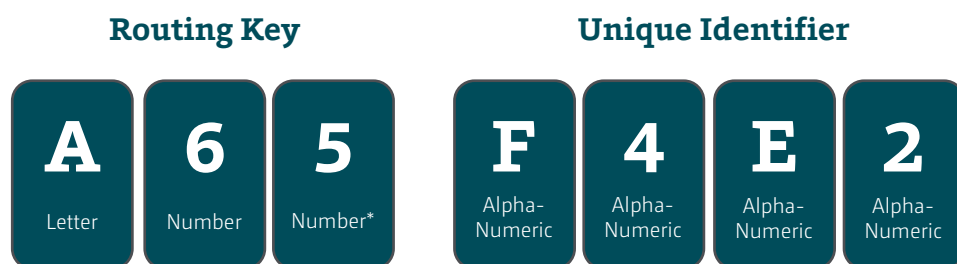 Routing Key Unique Identifier
A 6 5 F 4 E 2
Letter Number Number* Alpha- Alpha- Alpha- Alpha-
Numeric Numeric Numeric Numeric